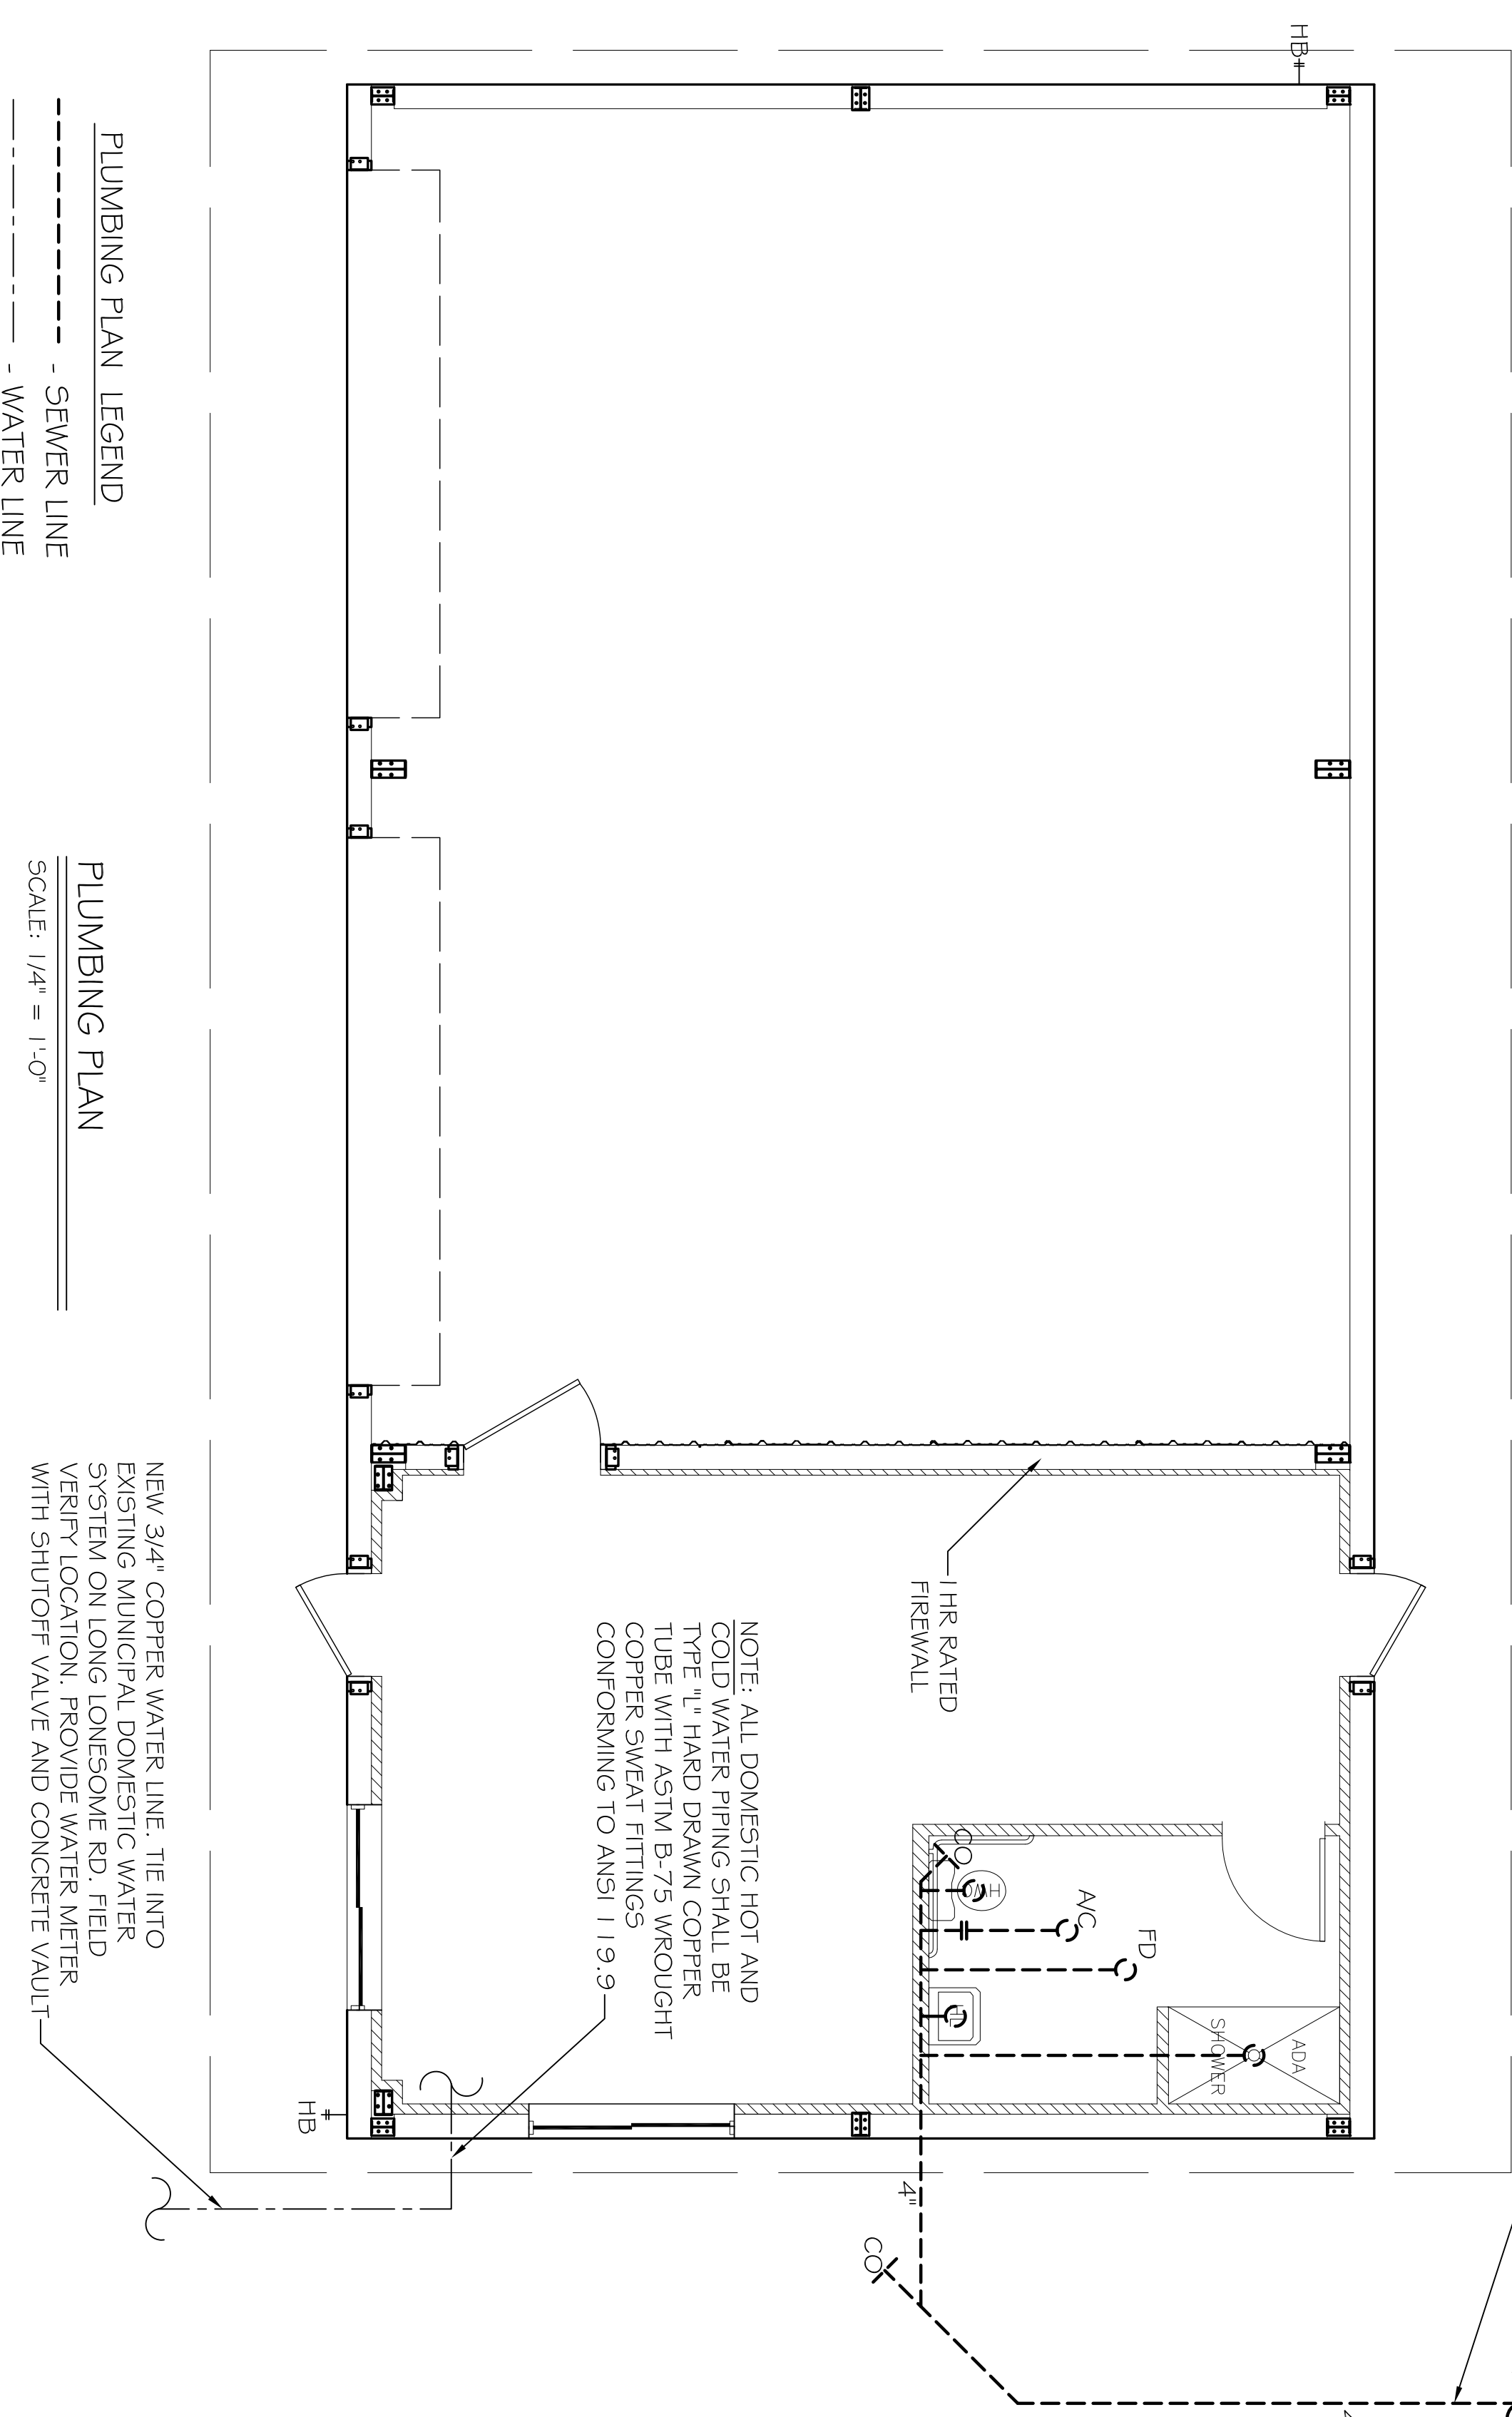 HB
PLUMBING PLAN LEGEND
- SEWER LINE
- WATER LINE
PLUMBING PLAN
SCALE: 1/4" = 1'-0"
1 HR RATED
FIREWALL
NOTE: ALL DOMESTIC HOT AND
COLD WATER PIPING SHALL BE
TYPE "L" HARD DRAWN COPPER
TUBE WITH ASTM B-75 WROUGHT
COPPER SWEAT FITTINGS
CONFORMING TO ANSI 119.9
NEW 3/4" COPPER WATER LINE. TIE INTO
EXISTING MUNICIPAL DOMESTIC WATER
SYSTEM ON LONG LONESOME RD. FIELD
VERIFY LOCATION. PROVIDE WATER METER
WITH SHUTOFF VALVE AND CONCRETE VAULT
CO
HWC
A/C
FD
ADA
SHOWER
HB
4"
CO